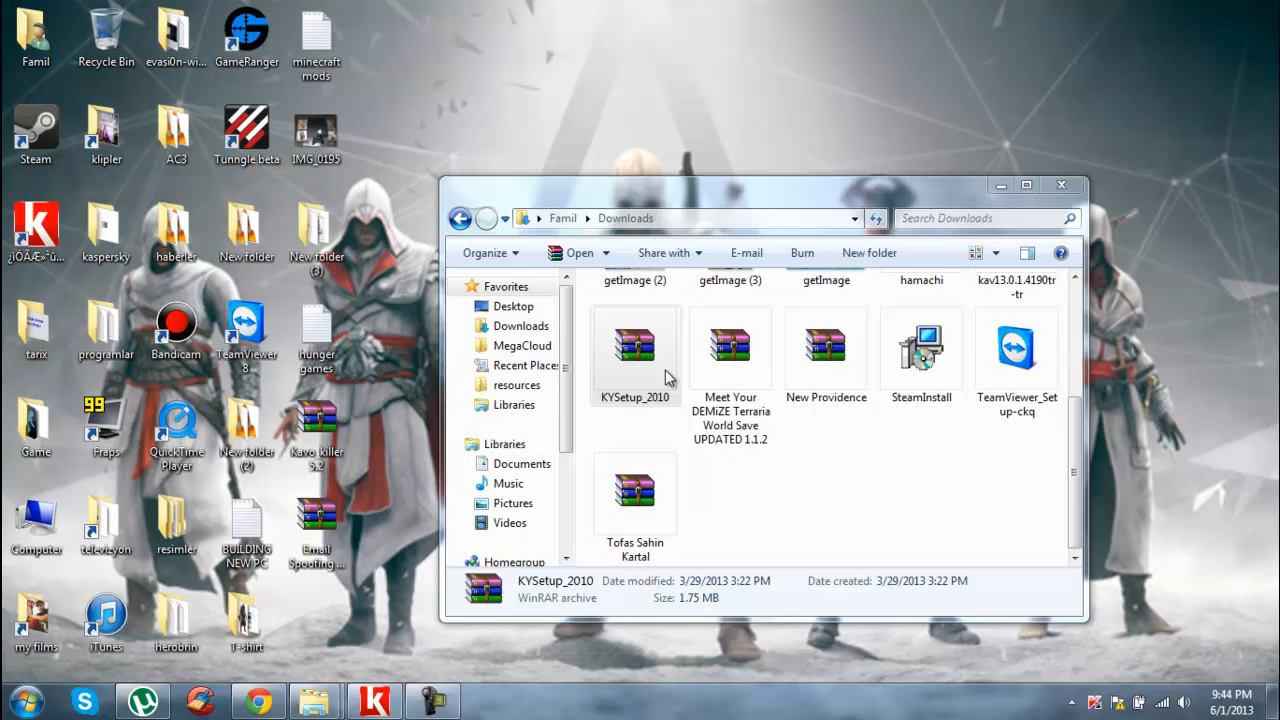 Famil
Recycle Bin
evasi0n-wi...
GameRanger
minecraft
mods
Steam
klipler
AC3
Tunngle beta
IMG_0195
kaspersky
haberler
New folder
New folder
(3)
tarix
programlar
Bandicam
TeamViewer
8
hunger
games
99
Game
Fraps
QuickTime
Player
New folder
(2)
Kavo_killer
5.2
Computer
televizyon
resimler
BUILDING
NEW PC
Email
Spoofing ...
my films
iTunes
herobrin
T-shirt
Famil
Downloads
Search Downloads
Organize
Open
Share with
E-mail
Burn
New folder
Favorites
Desktop
Downloads
MegaCloud
Recent Places
resources
Libraries
Libraries
Documents
Music
Pictures
Videos
Homegroup
getImage (2)
getImage (3)
getImage
hamachi
kav13.0.1.4190tr
-tr
KYSetup_2010
Meet Your
DEMiZE Terraria
World Save
UPDATED 1.1.2
New Providence
SteamInstall
TeamViewer_Set
up-ckq
Tofas Sahin
Kartal
KYSetup_2010
Date modified: 3/29/2013 3:22 PM
Date created: 3/29/2013 3:22 PM
WinRAR archive
Size: 1.75 MB
9:44 PM
6/1/2013